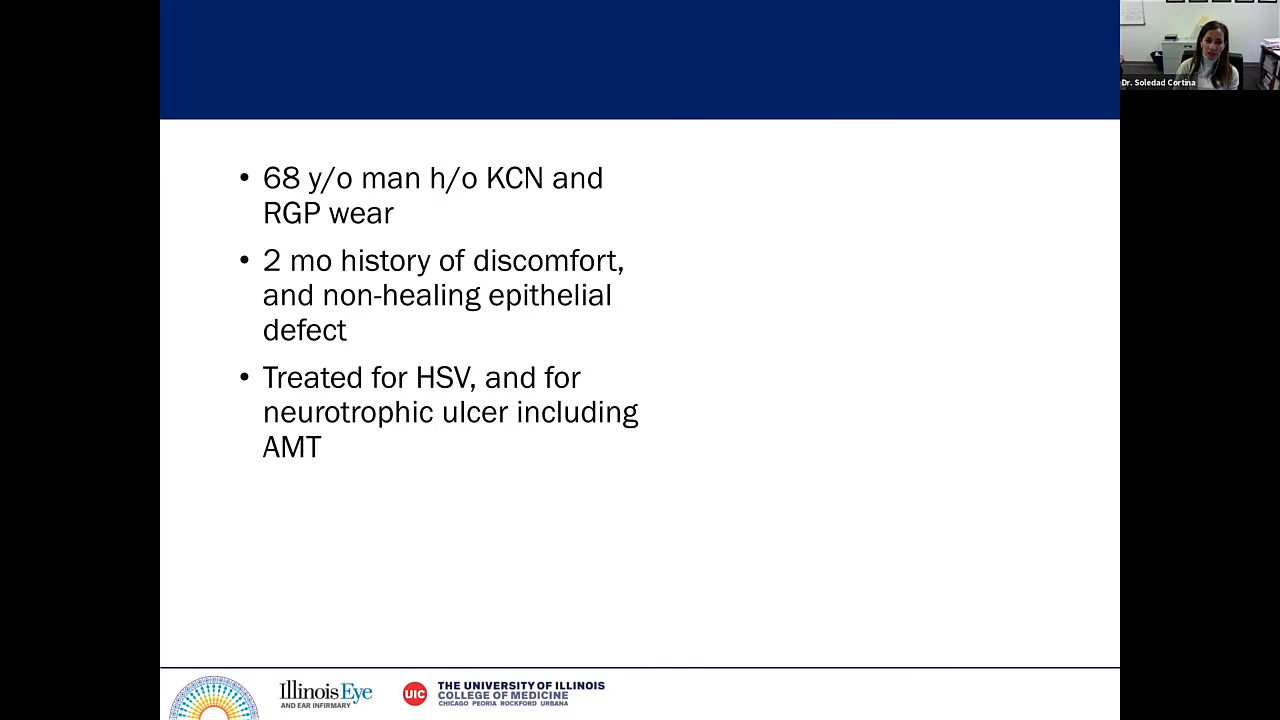 Dr. Soledad Cortina
• 68 y/o man h/o KCN and
RGP wear
• 2 mo history of discomfort,
and non-healing epithelial
defect
• Treated for HSV, and for
neurotrophic ulcer including
AMT
Illinois Eye
AND EAR INFIRMARY
UIC
THE UNIVERSITY OF ILLINOIS
COLLEGE OF MEDICINE
CHICAGO PEORIA ROCKFORD URBANA